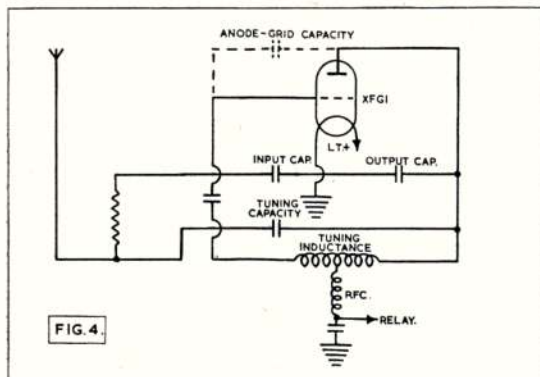 ANODE-GRID CAPACITY
XFG1
L.T.+
INPUT CAP.
OUTPUT CAP.
TUNING
CAPACITY
TUNING
INDUCTANCE
RFC.
RELAY.
FIG.4.